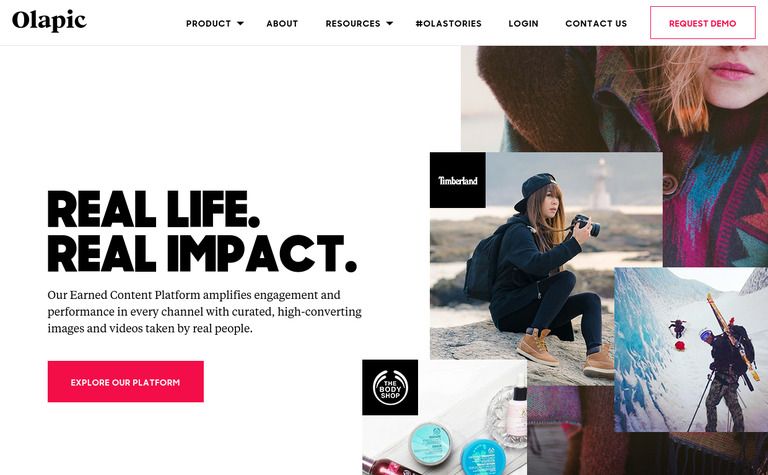 Olapic
PRODUCT
ABOUT
RESOURCES
#OLASTORIES
LOGIN
CONTACT US
REQUEST DEMO
Timberland
REAL LIFE.
REAL IMPACT.
Our Earned Content Platform amplifies engagement and
performance in every channel with curated, high-converting
images and videos taken by real people.
EXPLORE OUR PLATFORM
THE
BODY
SHOP